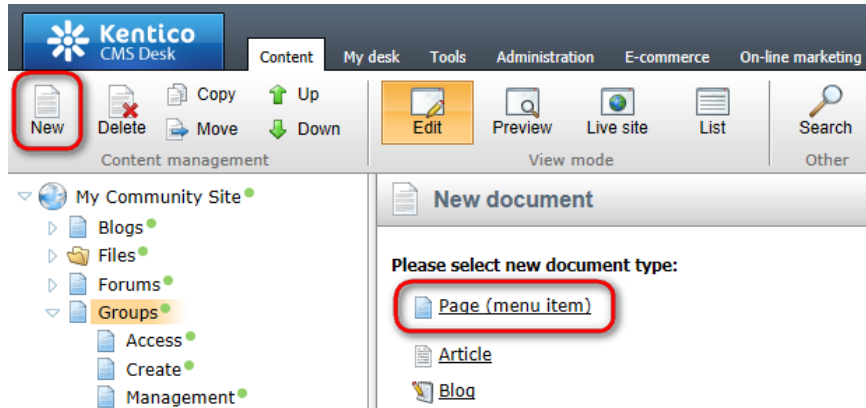 Kentico
CMS Desk
Content My desk Tools Administration E-commerce On-line marketing
New Delete Copy Move Up Down Edit Preview Live site List Search
Content management View mode Other
My Community Site
Blogs
Files
Forums
Groups
Access
Create
Management
New document
Please select new document type:
Page (menu item)
Article
Blog